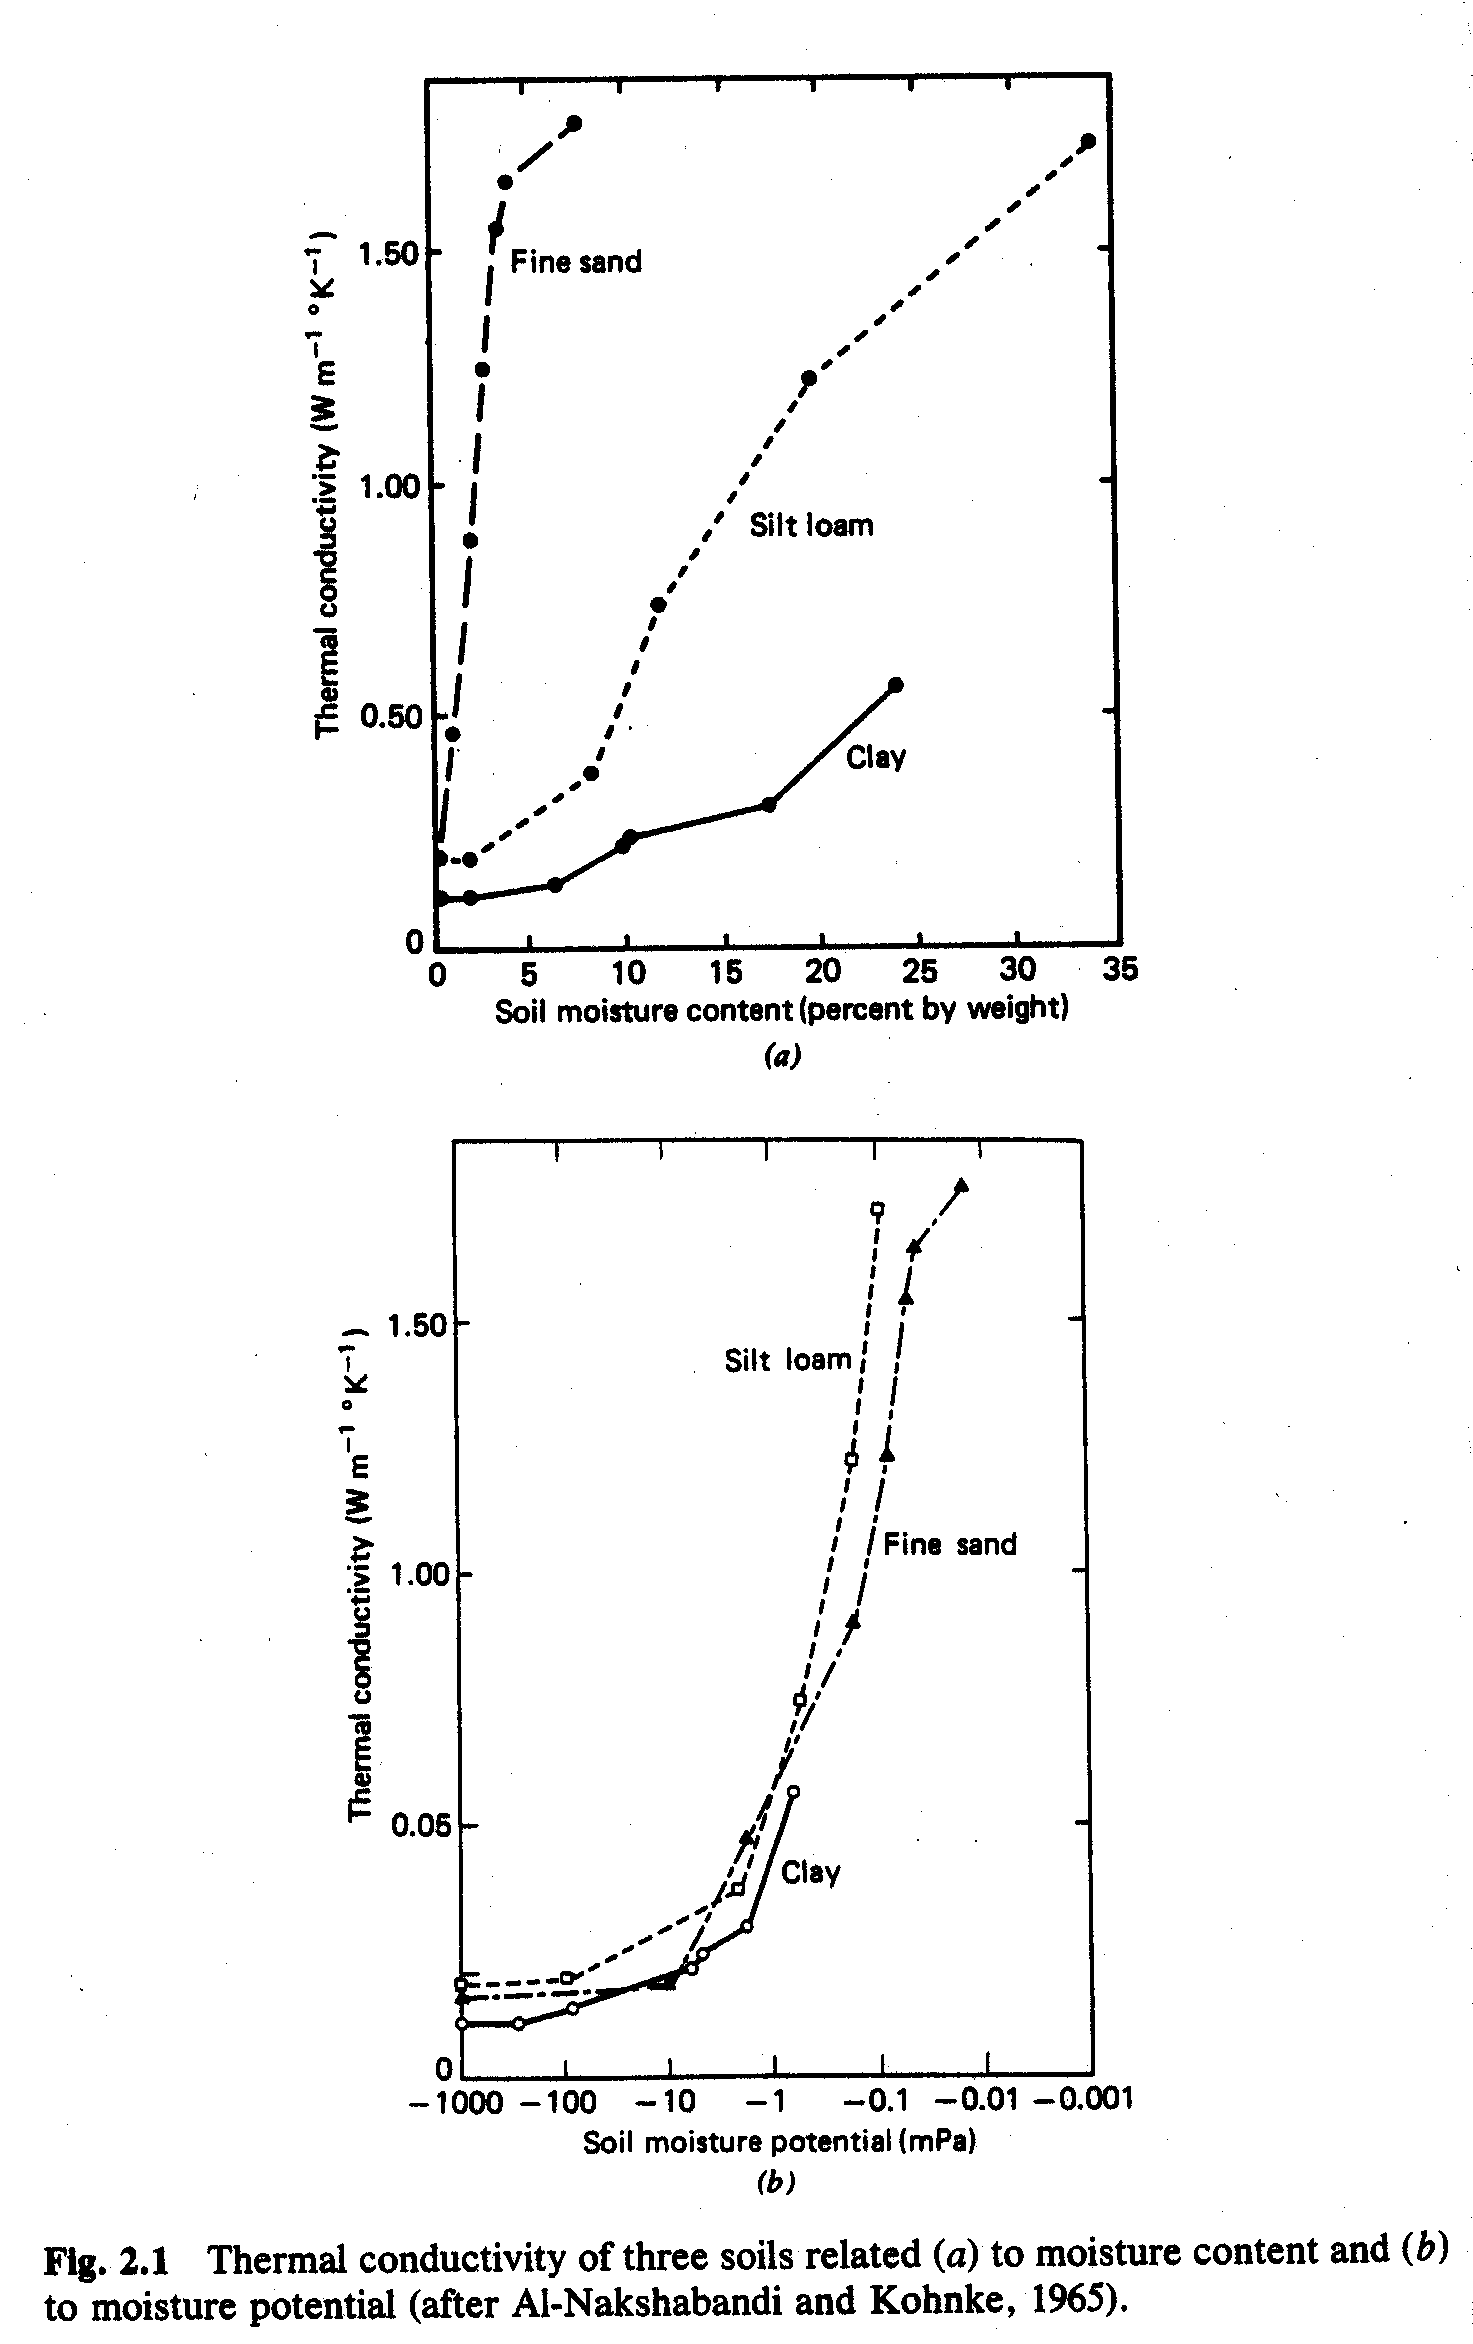 Thermal conductivity (W m⁻¹ °K⁻¹)
1.50
1.00
0.50
0
Fine sand
Silt loam
Clay
0 5 10 15 20 25 30 35
Soil moisture content (percent by weight)
(a)
Thermal conductivity (W m⁻¹ °K⁻¹)
1.50
1.00
0.05
0
Silt loam
Fine sand
Clay
−1000 −100 −10 −1 −0.1 −0.01 −0.001
Soil moisture potential (mPa)
(b)
Fig. 2.1 Thermal conductivity of three soils related (a) to moisture content and (b)
to moisture potential (after Al-Nakshabandi and Kohnke, 1965).